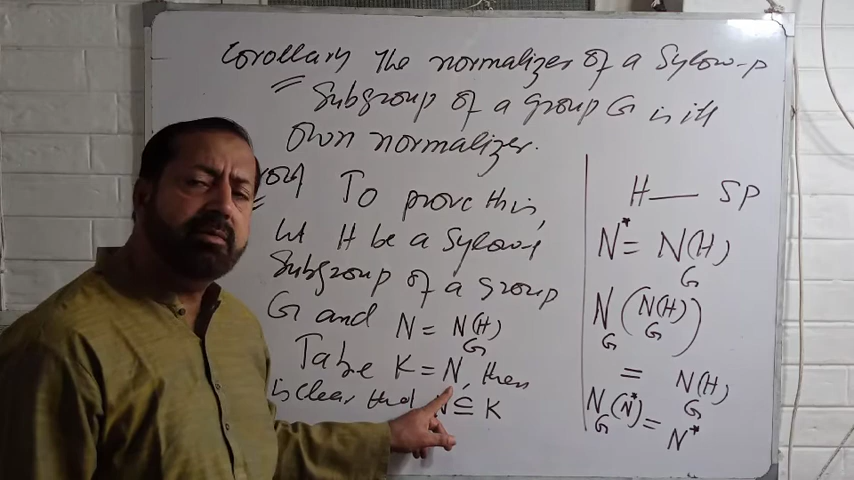 Corollary The normalizer of a Sylow-p
Subgroup of a group G is its
own normalizer.
To prove this,
let H be a Sylow-
Subgroup of a group
G and N = N(H)
G
Take K = N, then
is clear that N ⊆ K
H — SP
N* = N(H)
G
N(N(H))
G G
= N(H)
G
N(N*) = N*
G